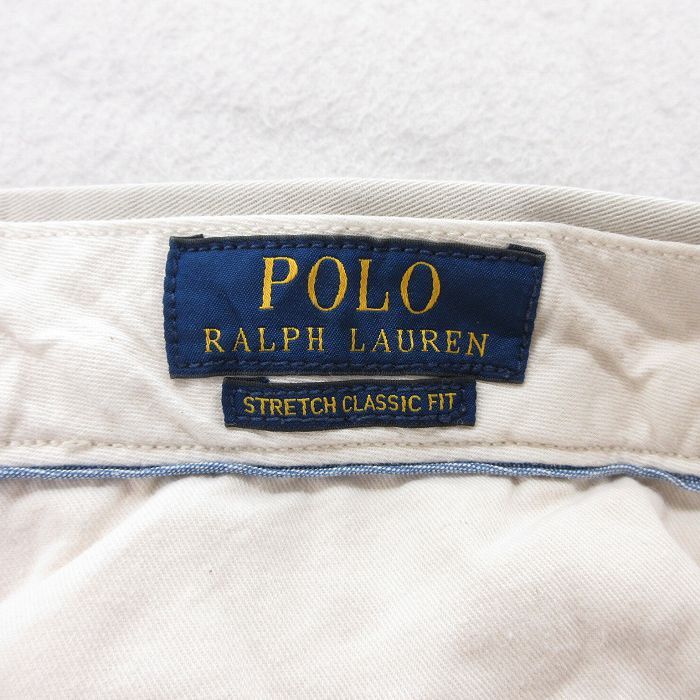 POLO
RALPH LAUREN
STRETCH CLASSIC FIT